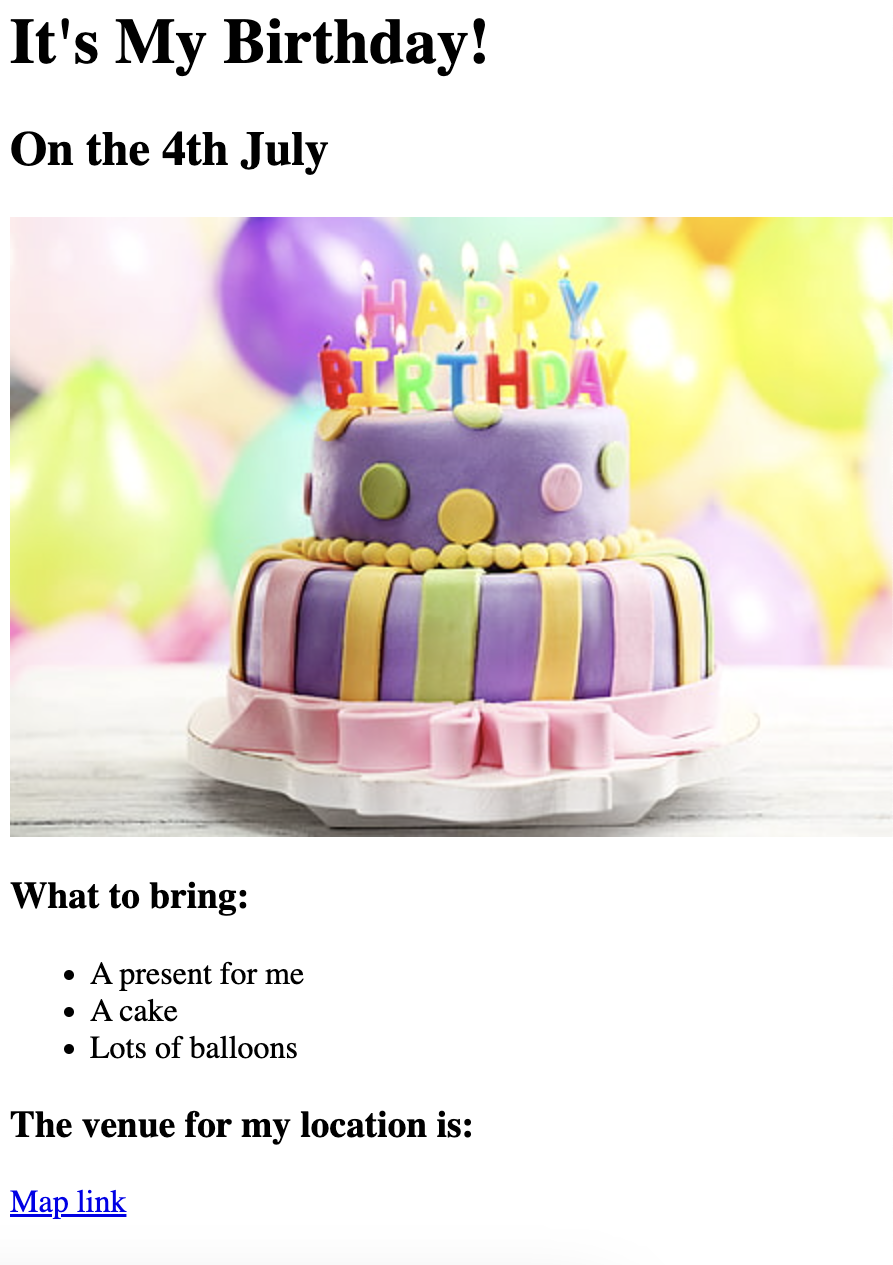 It's My Birthday!
On the 4th July
HAPPY
BIRTHDAY
What to bring:
A present for me
A cake
Lots of balloons
The venue for my location is:
Map link